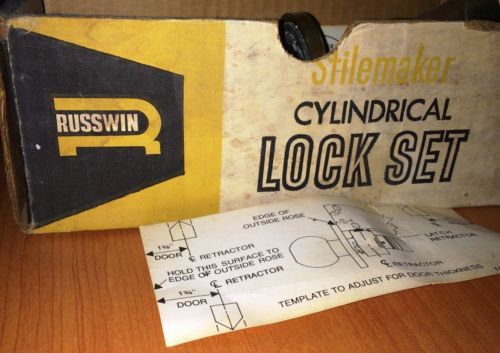 Stilemaker
RUSSWIN
CYLINDRICAL
LOCK SET
EDGE OF
OUTSIDE ROSE
LATCH
RETRACTOR
1⅜"
DOOR
℄ RETRACTOR
HOLD THIS SURFACE TO
EDGE OF OUTSIDE ROSE
℄ RETRACTOR
1¾"
DOOR
℄
TEMPLATE TO ADJUST FOR DOOR THICKNESS